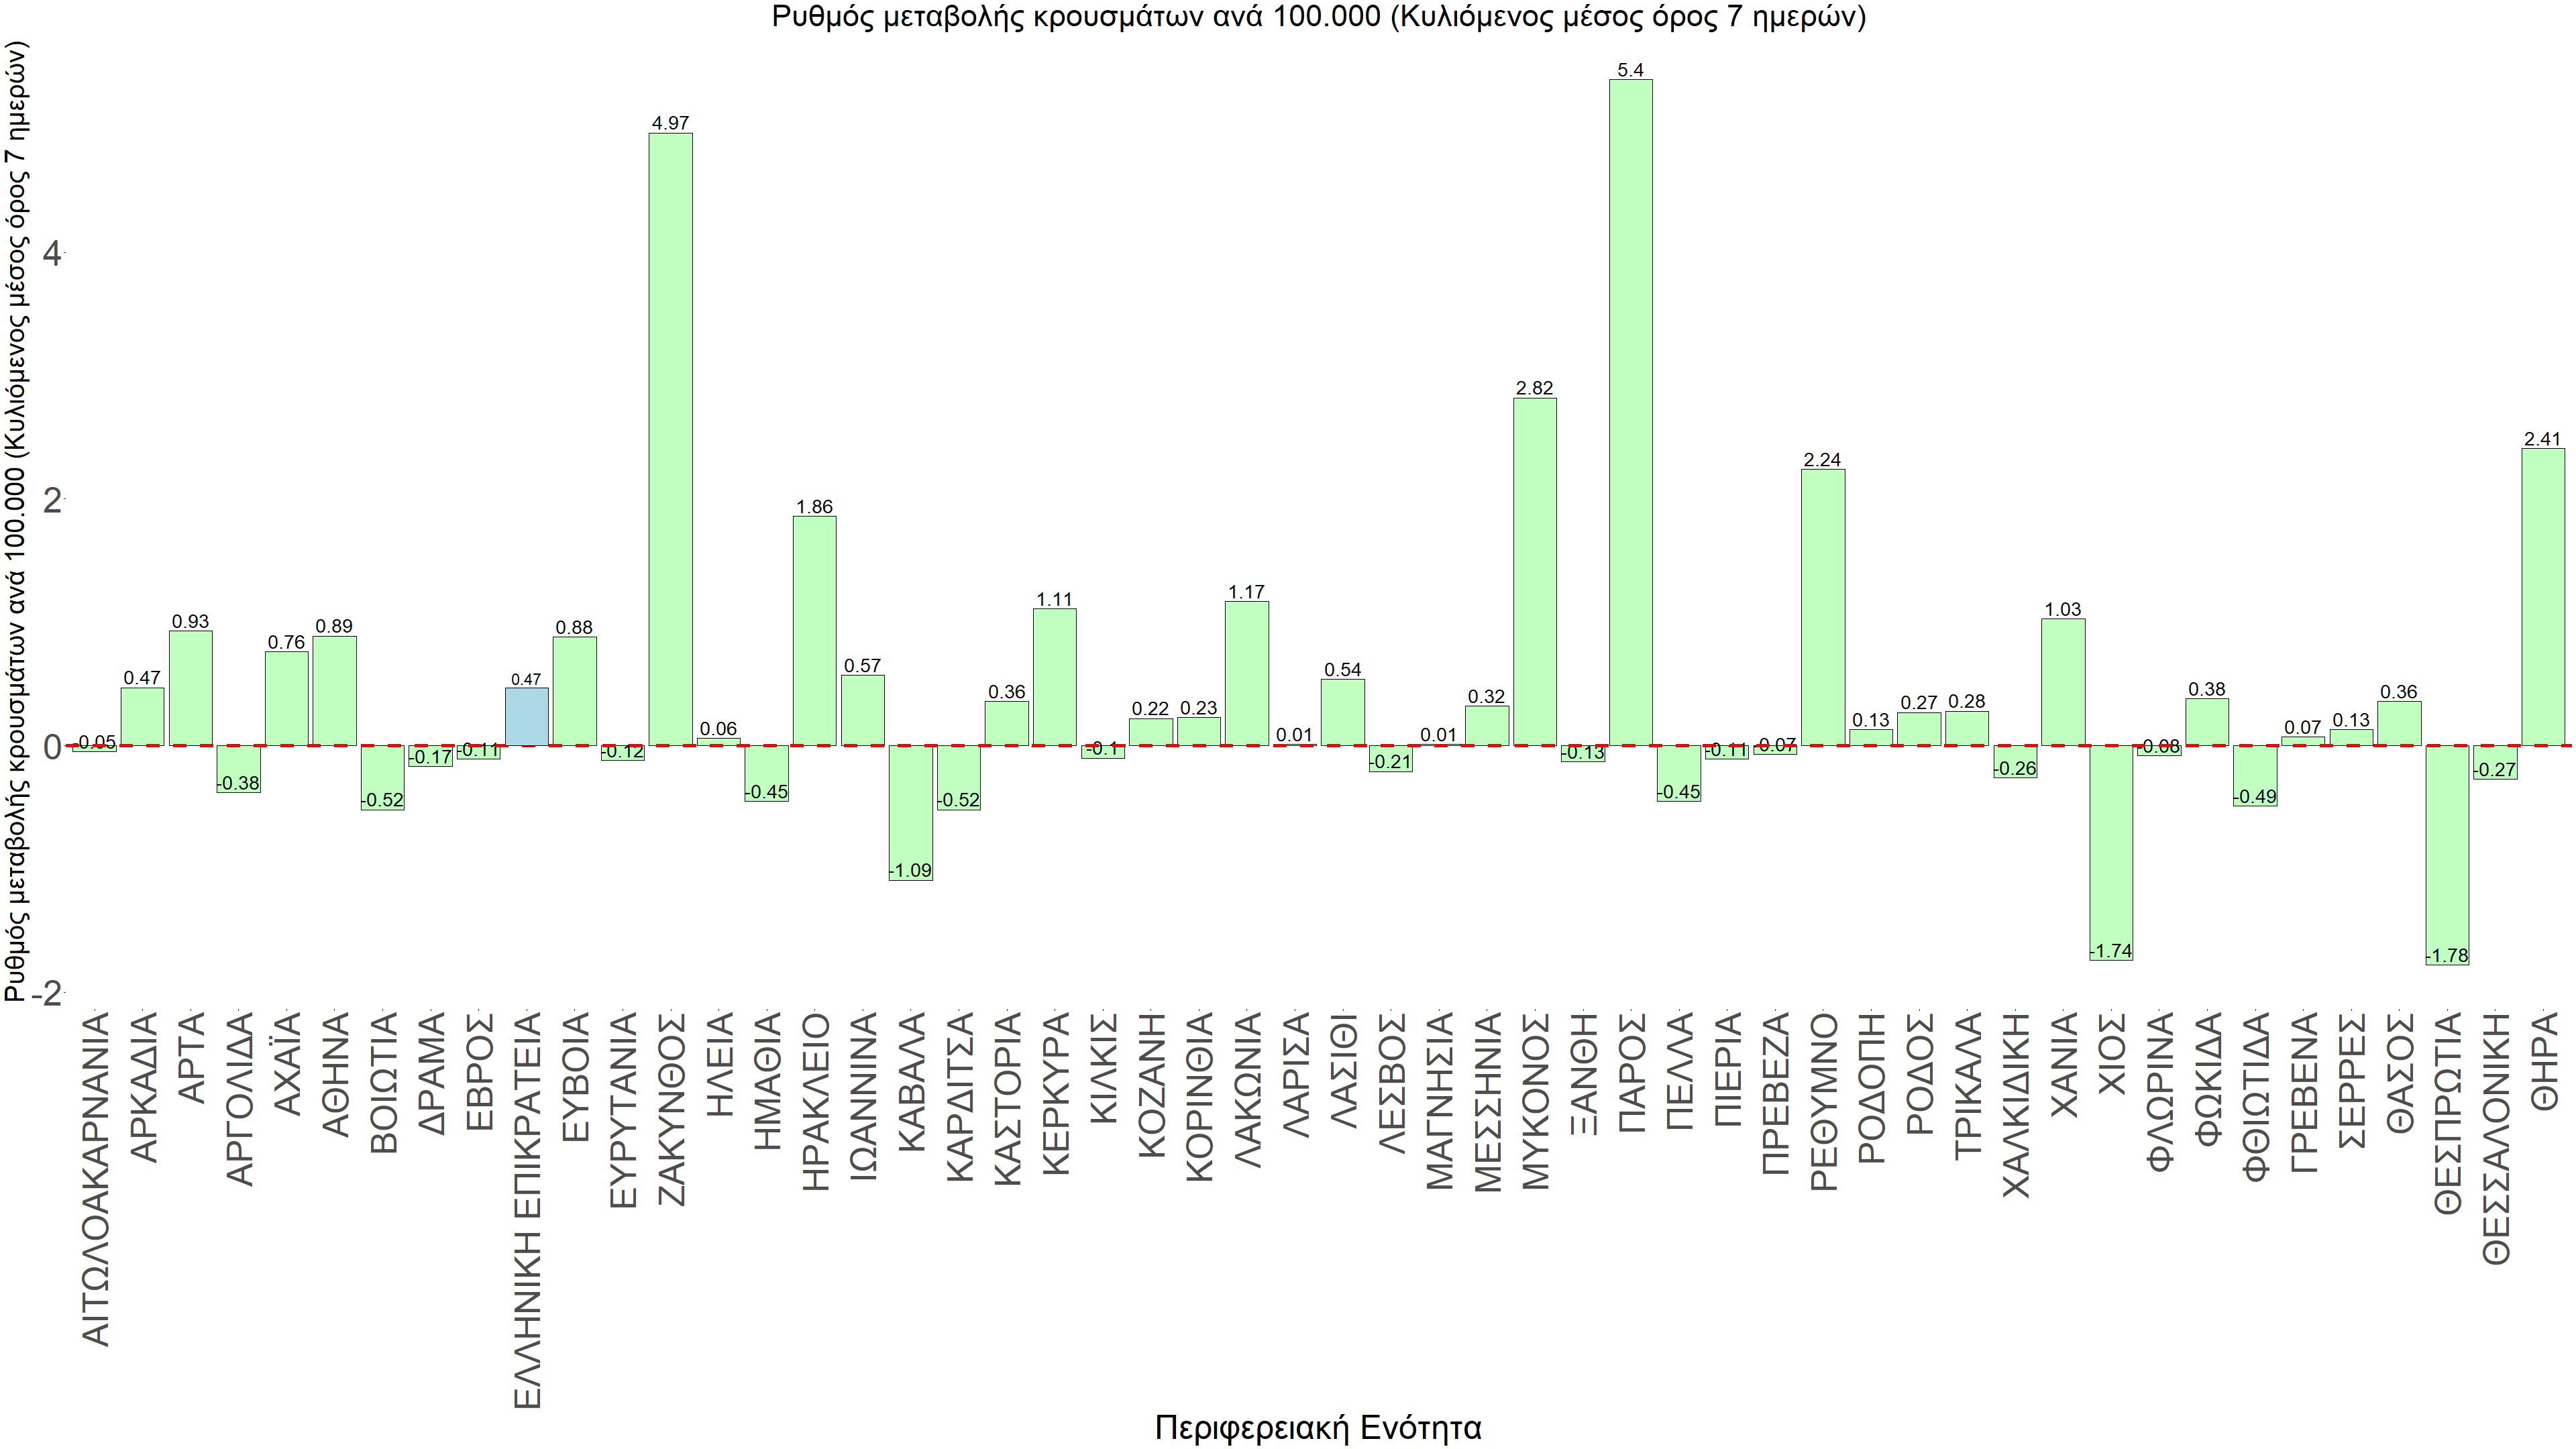 Ρυθμός μεταβολής κρουσμάτων ανά 100.000 (Κυλιόμενος μέσος όρος 7 ημερών)
Ρυθμός μεταβολής κρουσμάτων ανά 100.000 (Κυλιόμενος μέσος όρος 7 ημερών)
4
2
0
-2
-0.05
0.47
0.93
-0.38
0.76
0.89
-0.52
-0.17
-0.11
0.47
0.88
-0.12
4.97
0.06
-0.45
1.86
0.57
-1.09
-0.52
0.36
1.11
-0.1
0.22
0.23
1.17
0.01
0.54
-0.21
0.01
0.32
2.82
-0.13
5.4
-0.45
-0.11
-0.07
2.24
0.13
0.27
0.28
-0.26
1.03
-1.74
-0.08
0.38
-0.49
0.07
0.13
0.36
-1.78
-0.27
2.41
ΑΙΤΩΛΟΑΚΑΡΝΑΝΙΑ
ΑΡΚΑΔΙΑ
ΑΡΤΑ
ΑΡΓΟΛΙΔΑ
ΑΧΑΪΑ
ΑΘΗΝΑ
ΒΟΙΩΤΙΑ
ΔΡΑΜΑ
ΕΒΡΟΣ
ΕΛΛΗΝΙΚΗ ΕΠΙΚΡΑΤΕΙΑ
ΕΥΒΟΙΑ
ΕΥΡΥΤΑΝΙΑ
ΖΑΚΥΝΘΟΣ
ΗΛΕΙΑ
ΗΜΑΘΙΑ
ΗΡΑΚΛΕΙΟ
ΙΩΑΝΝΙΝΑ
ΚΑΒΑΛΑ
ΚΑΡΔΙΤΣΑ
ΚΑΣΤΟΡΙΑ
ΚΕΡΚΥΡΑ
ΚΙΛΚΙΣ
ΚΟΖΑΝΗ
ΚΟΡΙΝΘΙΑ
ΛΑΚΩΝΙΑ
ΛΑΡΙΣΑ
ΛΑΣΙΘΙ
ΛΕΣΒΟΣ
ΜΑΓΝΗΣΙΑ
ΜΕΣΣΗΝΙΑ
ΜΥΚΟΝΟΣ
ΞΑΝΘΗ
ΠΑΡΟΣ
ΠΕΛΛΑ
ΠΙΕΡΙΑ
ΠΡΕΒΕΖΑ
ΡΕΘΥΜΝΟ
ΡΟΔΟΠΗ
ΡΟΔΟΣ
ΤΡΙΚΑΛΑ
ΧΑΛΚΙΔΙΚΗ
ΧΑΝΙΑ
ΧΙΟΣ
ΦΛΩΡΙΝΑ
ΦΩΚΙΔΑ
ΦΘΙΩΤΙΔΑ
ΓΡΕΒΕΝΑ
ΣΕΡΡΕΣ
ΘΑΣΟΣ
ΘΕΣΠΡΩΤΙΑ
ΘΕΣΣΑΛΟΝΙΚΗ
ΘΗΡΑ
Περιφερειακή Ενότητα